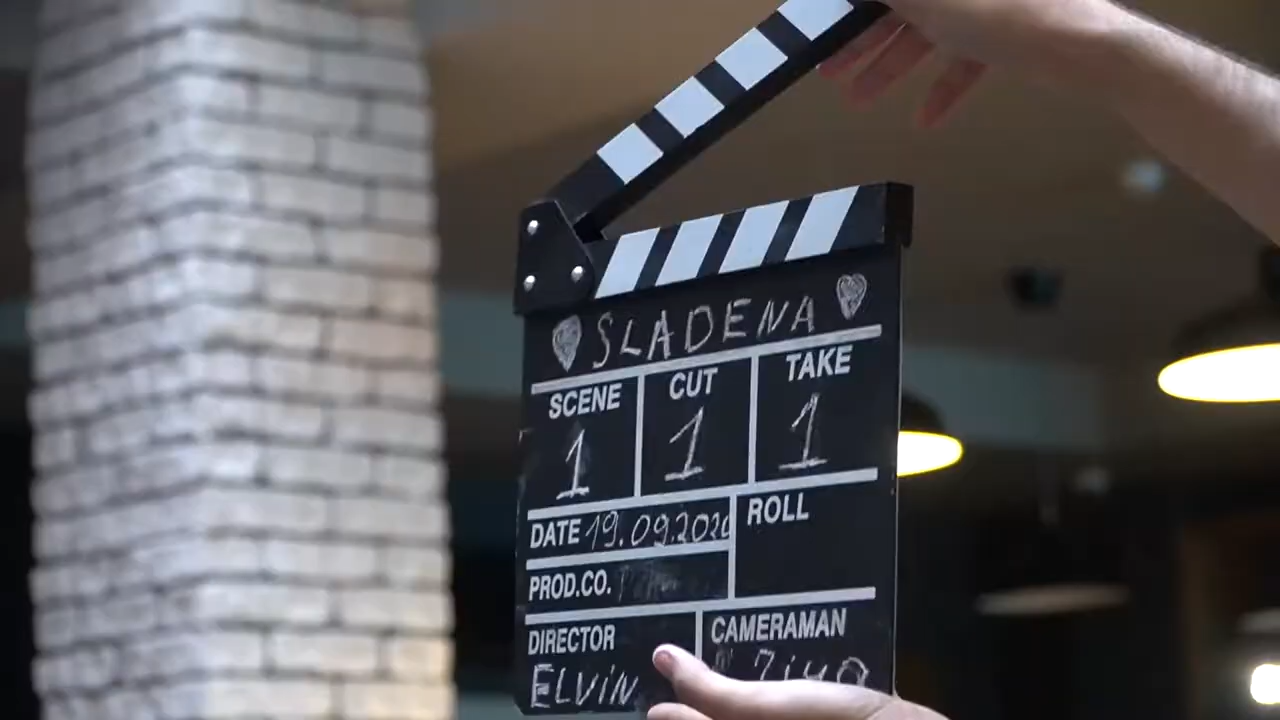 SLADENA
SCENE CUT TAKE
1 1 1
DATE 19.09.2020 ROLL
PROD.CO.
DIRECTOR CAMERAMAN
ELVIN